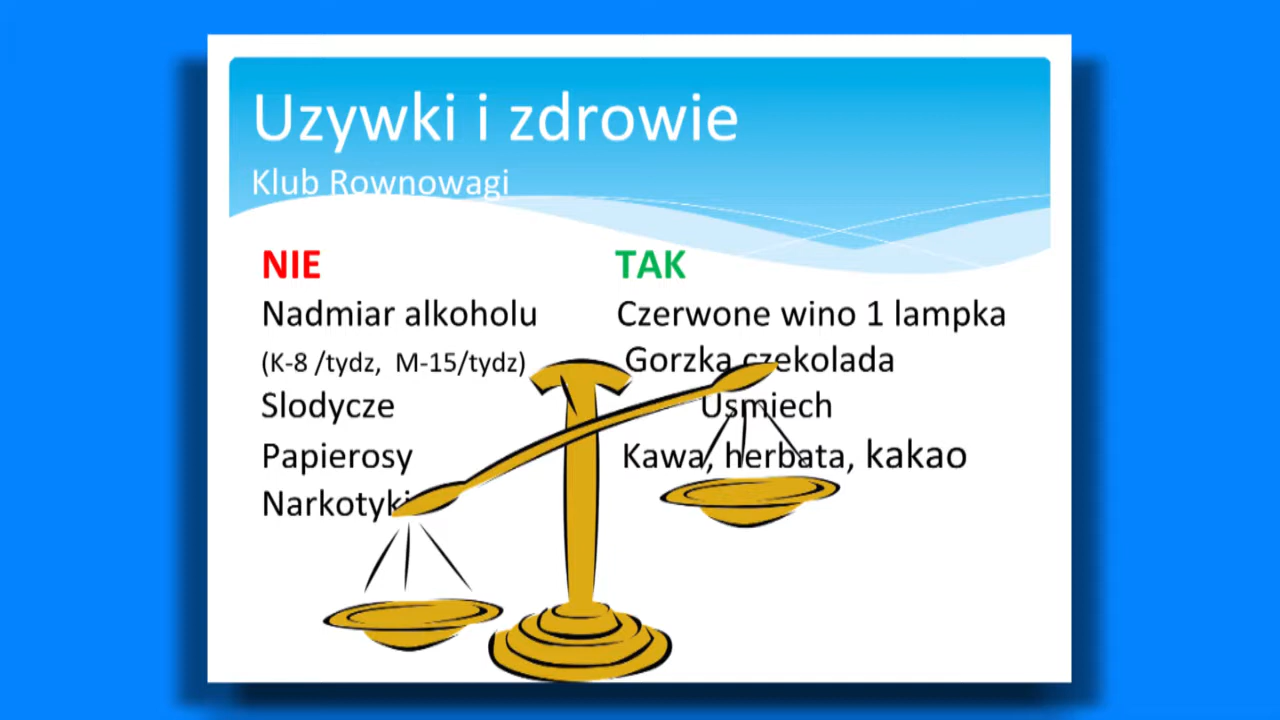 Uzywki i zdrowie
Klub Rownowagi
NIE
Nadmiar alkoholu
(K-8 /tydz, M-15/tydz)
Slodycze
Papierosy
Narkotyki
TAK
Czerwone wino 1 lampka
Gorzka czekolada
Usmiech
Kawa, herbata, kakao